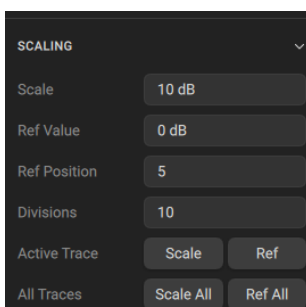 SCALING
Scale 10 dB
Ref Value 0 dB
Ref Position 5
Divisions 10
Active Trace Scale Ref
All Traces Scale All Ref All